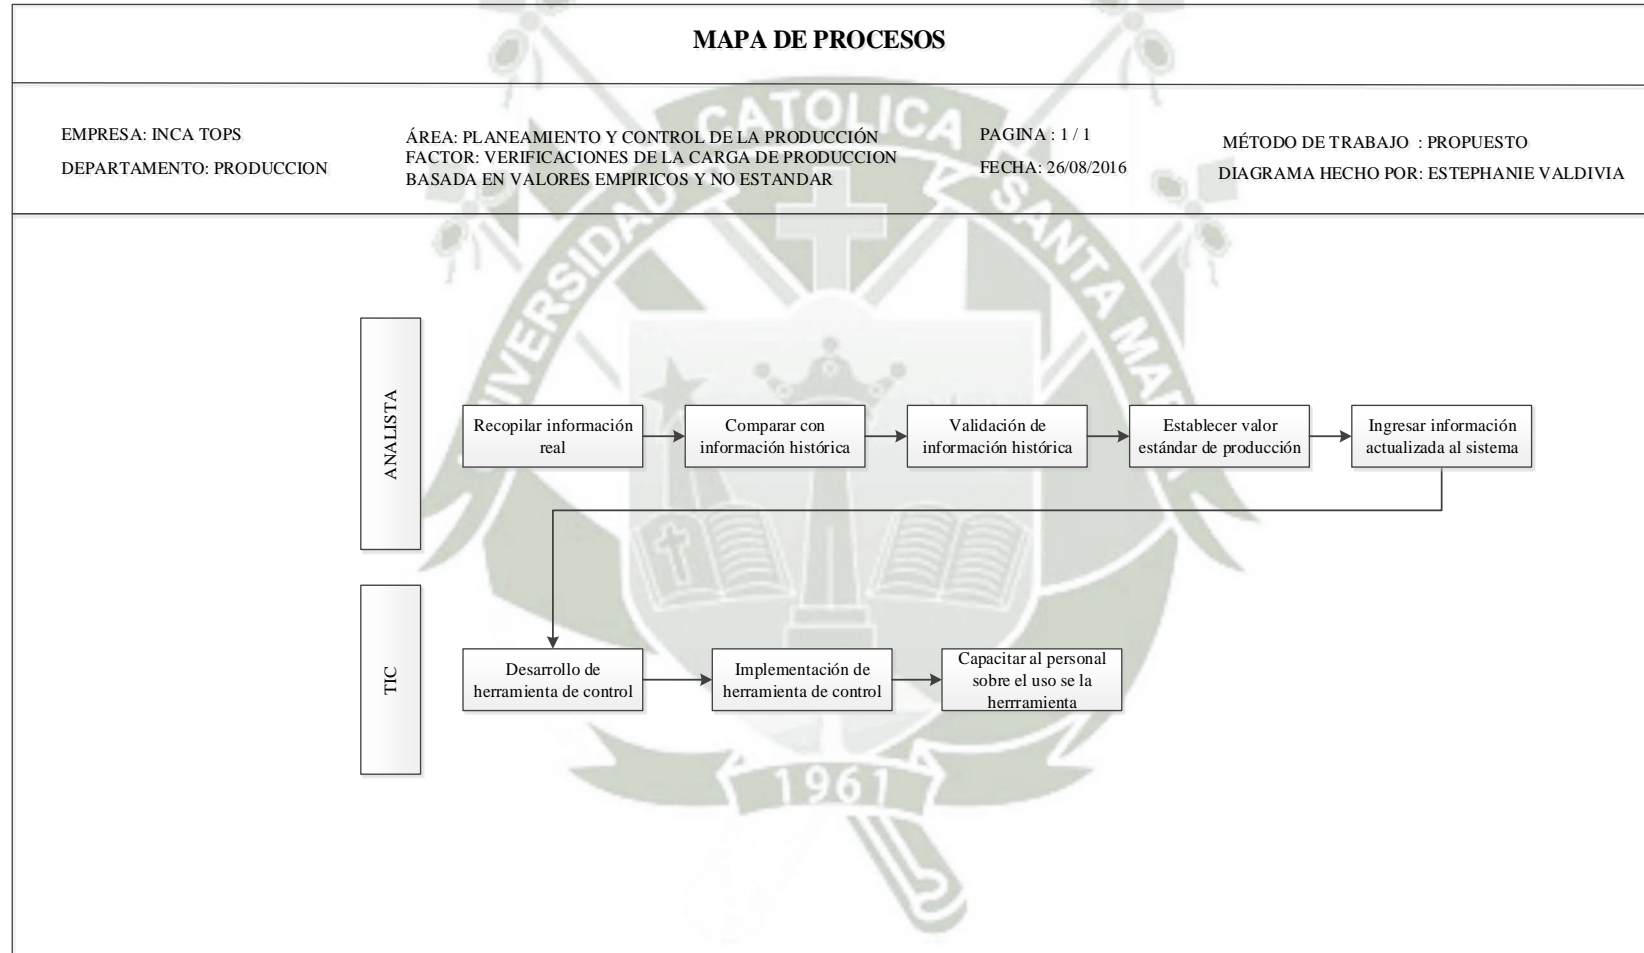 MAPA DE PROCESOS
EMPRESA: INCA TOPS
DEPARTAMENTO: PRODUCCION
ÁREA: PLANEAMIENTO Y CONTROL DE LA PRODUCCIÓN
FACTOR: VERIFICACIONES DE LA CARGA DE PRODUCCION
BASADA EN VALORES EMPIRICOS Y NO ESTANDAR
PAGINA : 1 / 1
FECHA: 26/08/2016
MÉTODO DE TRABAJO : PROPUESTO
DIAGRAMA HECHO POR: ESTEPHANIE VALDIVIA
UNIVERSIDAD CATOLICA SANTA MARIA
ANALISTA
Recopilar información
real
Comparar con
información histórica
Validación de
información histórica
Establecer valor
estándar de producción
Ingresar información
actualizada al sistema
TIC
Desarrollo de
herramienta de control
Implementación de
herramienta de control
Capacitar al personal
sobre el uso se la
herrramienta
1961